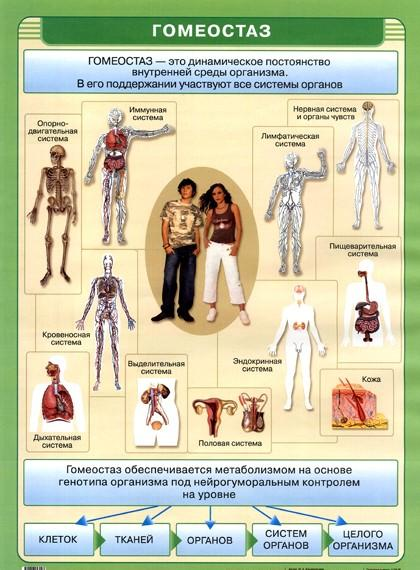 ГОМЕОСТАЗ
ГОМЕОСТАЗ — это динамическое постоянство
внутренней среды организма.
В его поддержании участвуют все системы органов
Опорно-
двигательная
система
Иммунная
система
Лимфатическая
система
Нервная система
и органы чувств
Пищеварительная
система
Кровеносная
система
Выделительная
система
Эндокринная
система
Кожа
Дыхательная
система
Половая система
Гомеостаз обеспечивается метаболизмом на основе
генотипа организма под нейрогуморальным контролем
на уровне
КЛЕТОК
ТКАНЕЙ
ОРГАНОВ
СИСТЕМ
ОРГАНОВ
ЦЕЛОГО
ОРГАНИЗМА